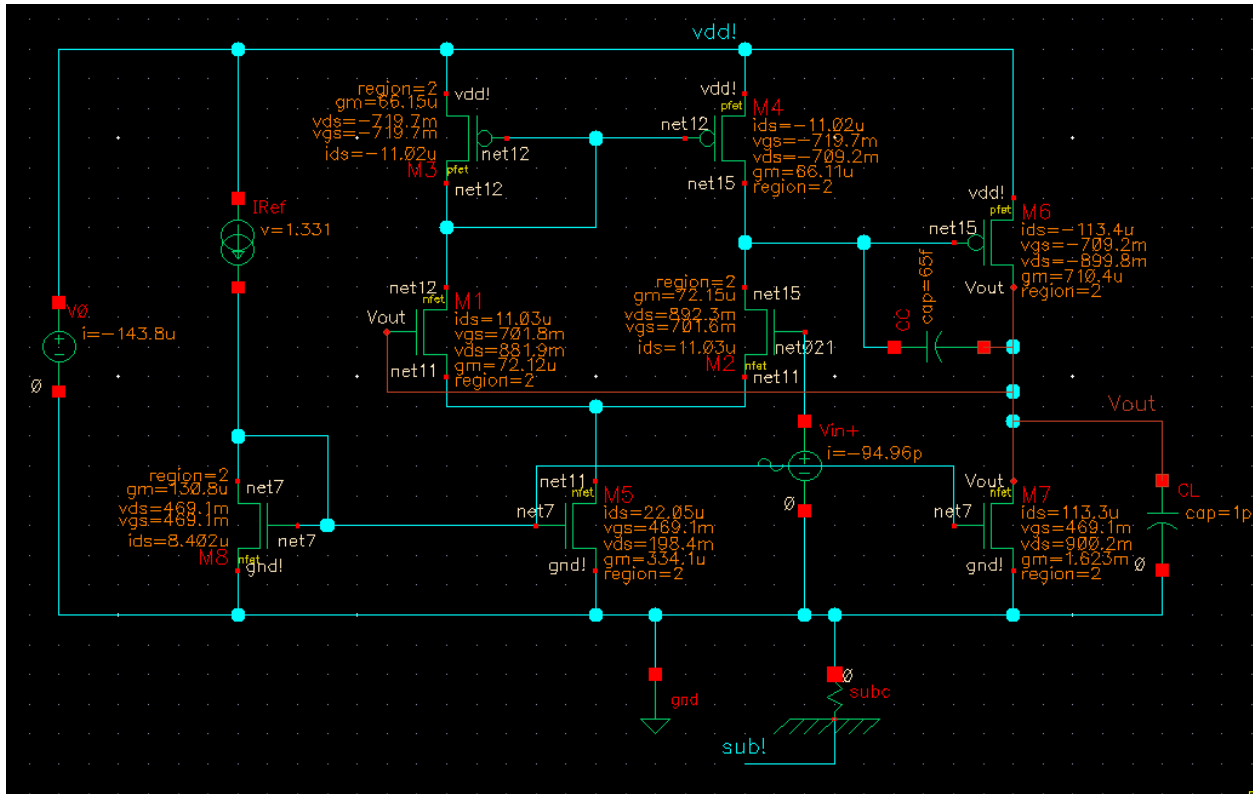 vdd!
region=2
gm=66.15u
vds=-719.7m
vgs=-719.7m
ids=-11.02u
vdd!
net12
M3
pfet
net12
vdd!
pfet
M4
net12
ids=-11.02u
vgs=-719.7m
vds=-709.2m
gm=66.11u
region=2
net15
IRef
v=1.331
vdd!
pfet
M6
net15
ids=-113.4u
vgs=-709.2m
vds=-899.8m
gm=710.4u
region=2
Vout
VØ
i=-143.8u
Ø
net12
nfet
M1
Vout
ids=11.03u
vgs=701.8m
vds=881.9m
gm=72.12u
region=2
net11
region=2
gm=72.15u
vds=892.3m
vgs=701.6m
ids=11.03u
net15
net021
M2
nfet
net11
CC
cap=65f
Vin+
i=-94.96p
Ø
Vout
region=2
gm=130.8u
vds=469.1m
vgs=469.1m
ids=8.402u
net7
net7
M8
nfet
gnd!
net11
nfet
M5
net7
ids=22.05u
vgs=469.1m
vds=198.4m
gm=334.1u
region=2
gnd!
Vout
nfet
M7
net7
ids=113.3u
vgs=469.1m
vds=900.2m
gm=1.623m
region=2
gnd!
CL
cap=1p
Ø
gnd
Ø
subc
sub!